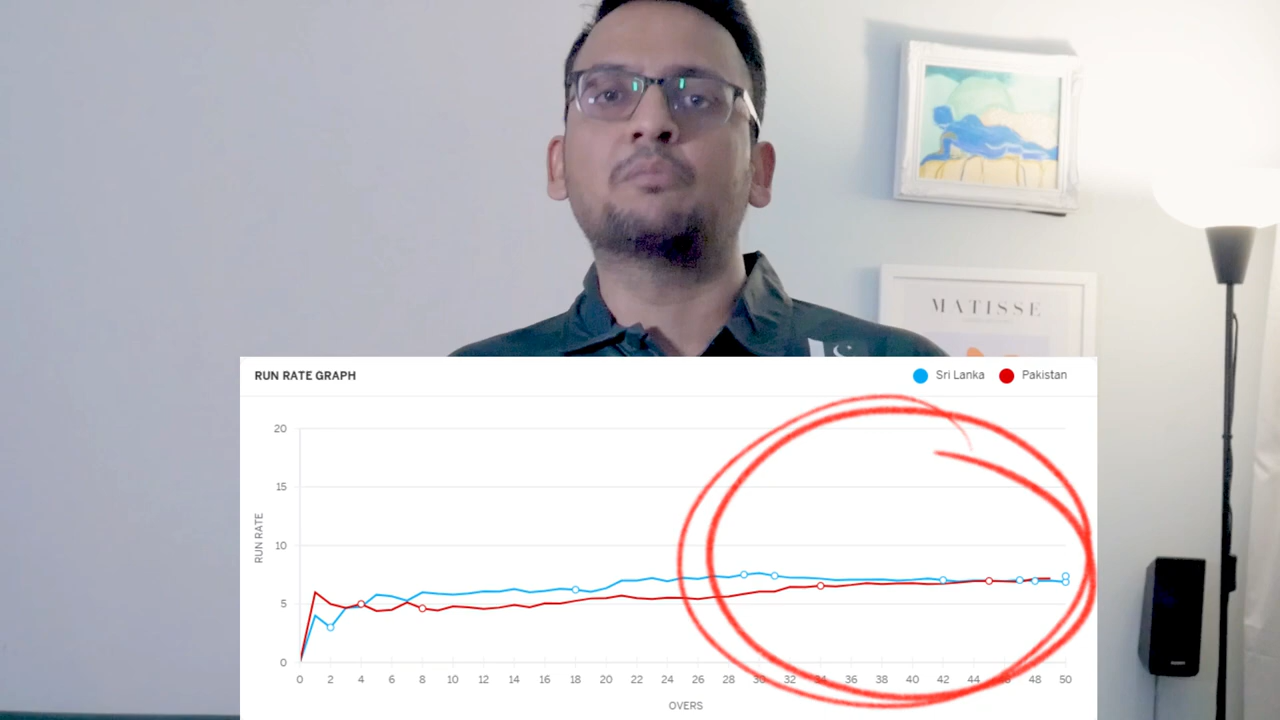 MATISSE
RUN RATE GRAPH
Sri Lanka Pakistan
20
15
10
5
0
RUN RATE
0 2 4 6 8 10 12 14 16 18 20 22 24 26 28 30 32 34 36 38 40 42 44 46 48 50
OVERS